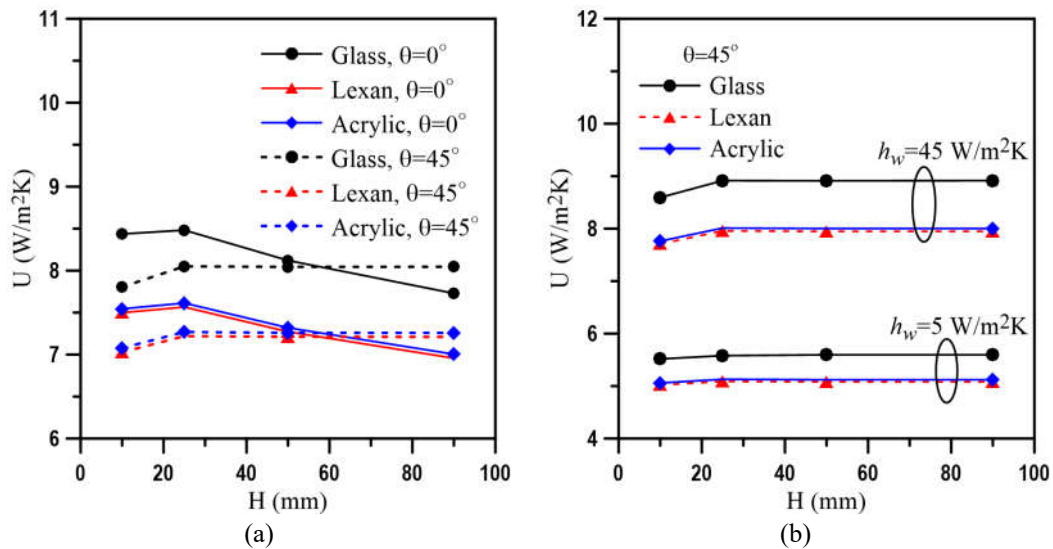 11
10
9
8
7
6
U (W/m²K)
Glass, θ=0°
Lexan, θ=0°
Acrylic, θ=0°
Glass, θ=45°
Lexan, θ=45°
Acrylic, θ=45°
0 20 40 60 80 100
H (mm)
(a)
12
10
8
6
4
U (W/m²K)
θ=45°
Glass
Lexan
Acrylic
h_w=45 W/m²K
h_w=5 W/m²K
0 20 40 60 80 100
H (mm)
(b)